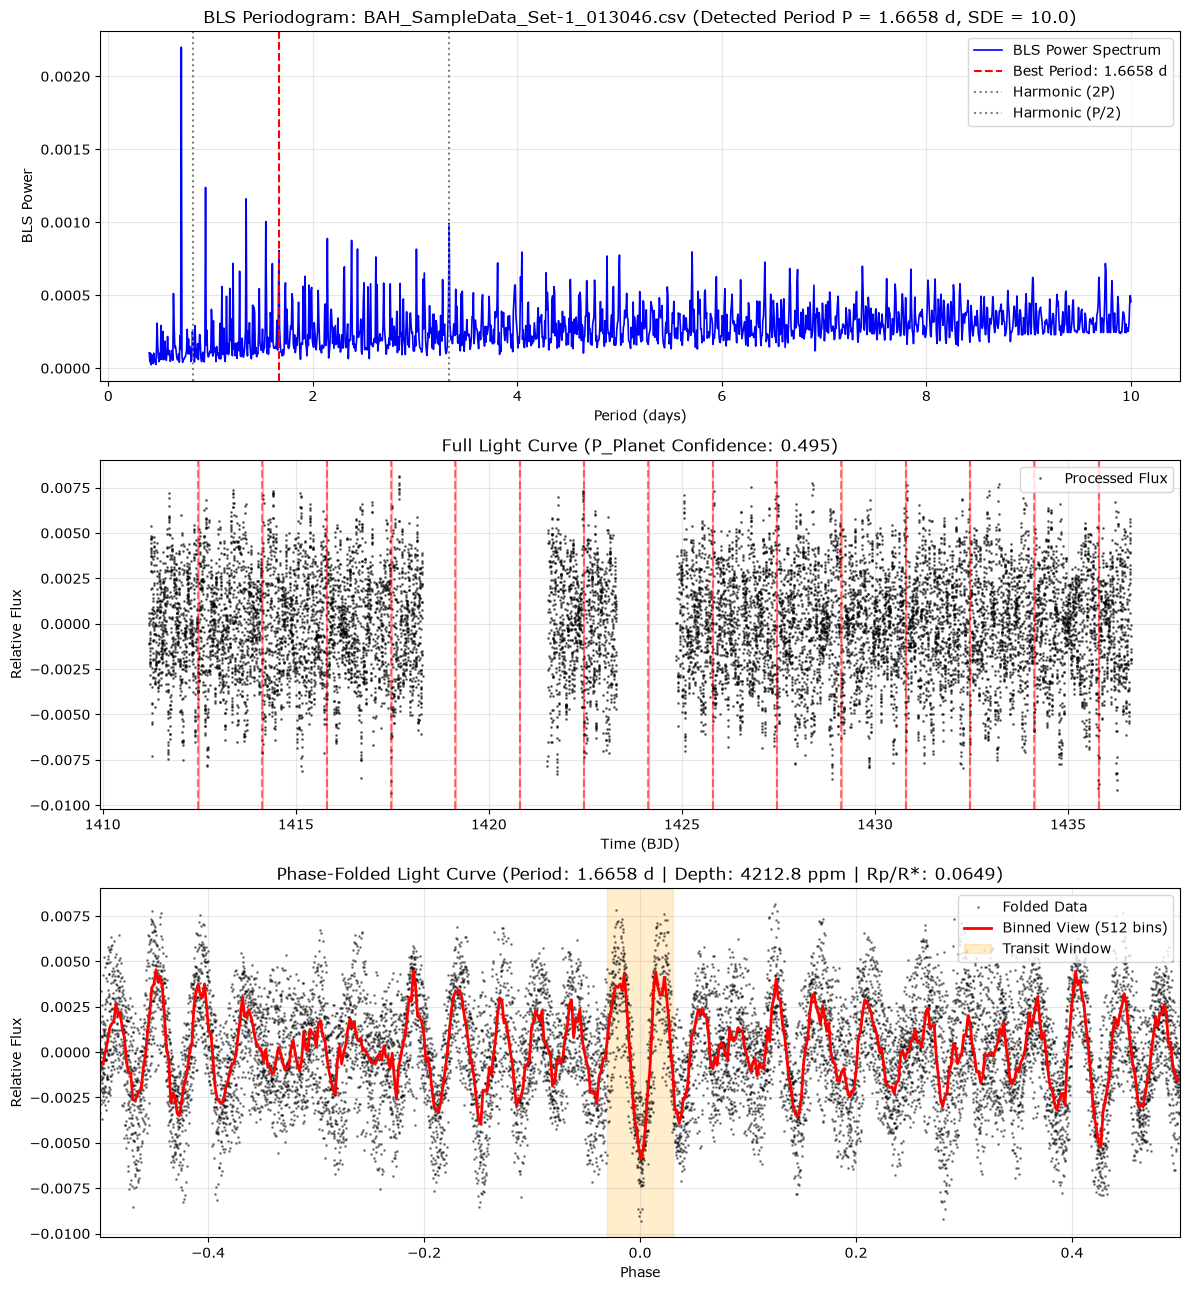 BLS Periodogram: BAH_SampleData_Set-1_013046.csv (Detected Period P = 1.6658 d, SDE = 10.0)
BLS Power
0.0020
0.0015
0.0010
0.0005
0.0000
BLS Power Spectrum
Best Period: 1.6658 d
Harmonic (2P)
Harmonic (P/2)
0 2 4 6 8 10
Period (days)
Full Light Curve (P_Planet Confidence: 0.495)
Relative Flux
0.0075
0.0050
0.0025
0.0000
−0.0025
−0.0050
−0.0075
−0.0100
Processed Flux
1410 1415 1420 1425 1430 1435
Time (BJD)
Phase-Folded Light Curve (Period: 1.6658 d | Depth: 4212.8 ppm | Rp/R*: 0.0649)
Relative Flux
0.0075
0.0050
0.0025
0.0000
−0.0025
−0.0050
−0.0075
−0.0100
Folded Data
Binned View (512 bins)
Transit Window
−0.4 −0.2 0.0 0.2 0.4
Phase